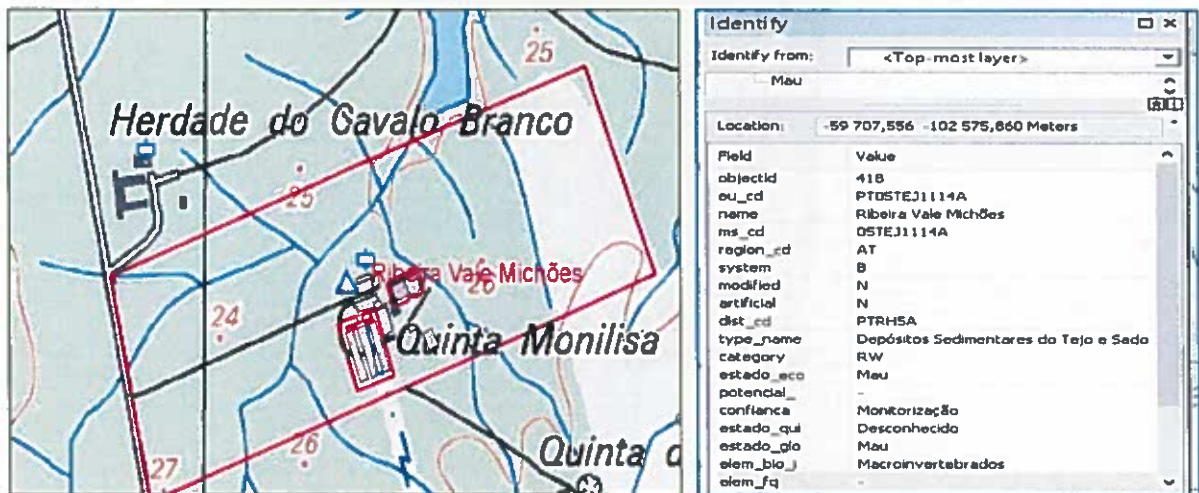 25
Herdade do Cavalo Branco
25
Ribeira Vale Michões
26
24
Quinta Monilisa
26
Quinta d
27
Identify
Identify from: <Top-most layer>
Mau
Location: -59 707,556 -102 575,860 Meters
Field Value
objectid 418
eu_cd PT05TEJ1114A
name Ribeira Vale Michões
ms_cd 05TEJ1114A
region_cd AT
system B
modified N
artificial N
dist_cd PTRH5A
type_name Depósitos Sedimentares do Tejo e Sado
category RW
estado_eco Mau
potencial_ -
confianca Monitorização
estado_qui Desconhecido
estado_glo Mau
elem_bio_j Macroinvertebrados
elem_fq -